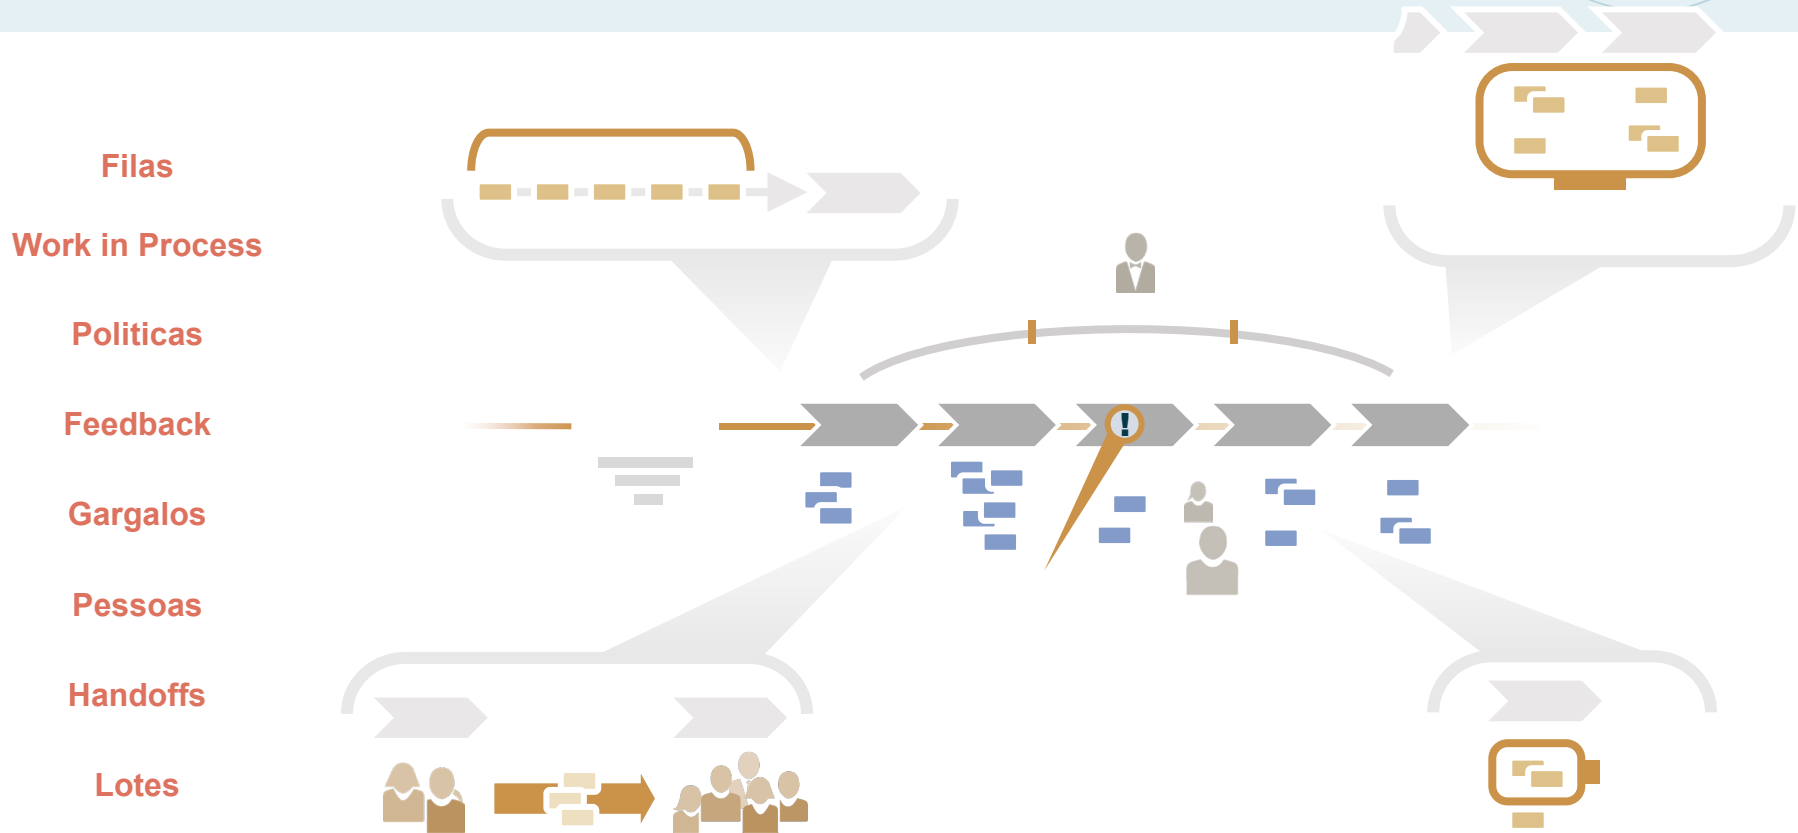 Filas
Work in Process
Politicas
Feedback
!
Gargalos
Pessoas
Handoffs
Lotes